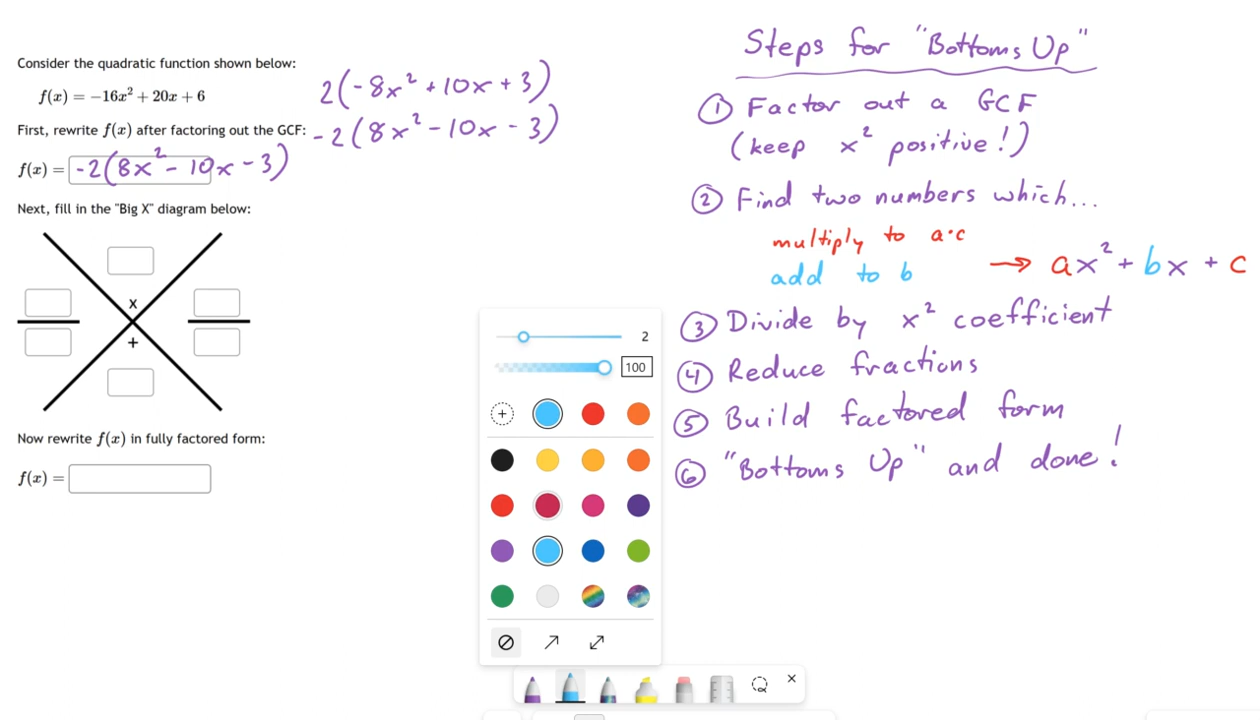 Consider the quadratic function shown below:
f(x) = −16x² + 20x + 6
2(-8x² + 10x + 3)
First, rewrite f(x) after factoring out the GCF:
-2(8x² - 10x - 3)
f(x) = -2(8x² - 10x - 3)
Next, fill in the "Big X" diagram below:
x
+
Now rewrite f(x) in fully factored form:
f(x) =
Steps for "Bottoms Up"
① Factor out a GCF
(keep x² positive!)
② Find two numbers which...
multiply to a·c
add to b
→ ax² + bx + c
③ Divide by x² coefficient
④ Reduce fractions
⑤ Build factored form
⑥ "Bottoms Up" and done!
2
100